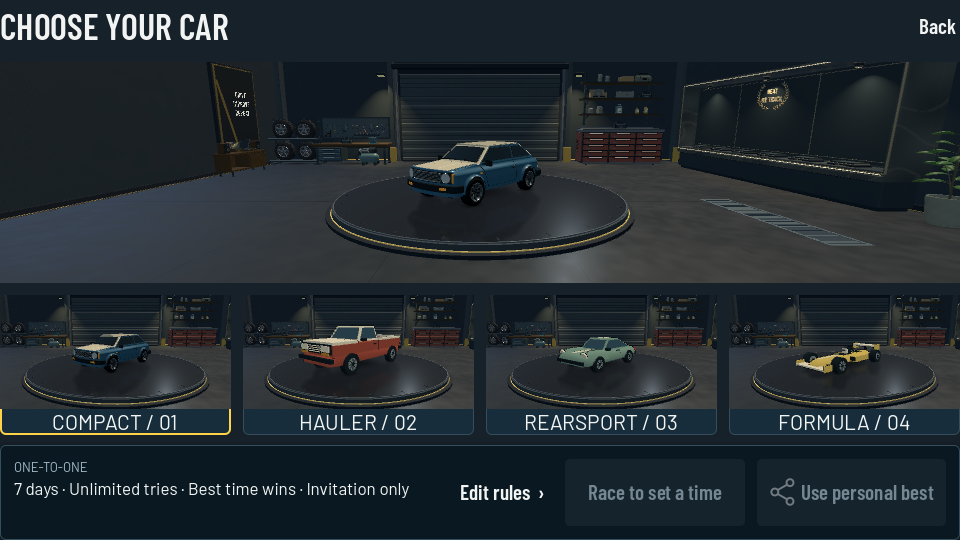 CHOOSE YOUR CAR
Back
COMPACT / 01
HAULER / 02
REARSPORT / 03
FORMULA / 04
ONE-TO-ONE
7 days · Unlimited tries · Best time wins · Invitation only
Edit rules ›
Race to set a time
Use personal best